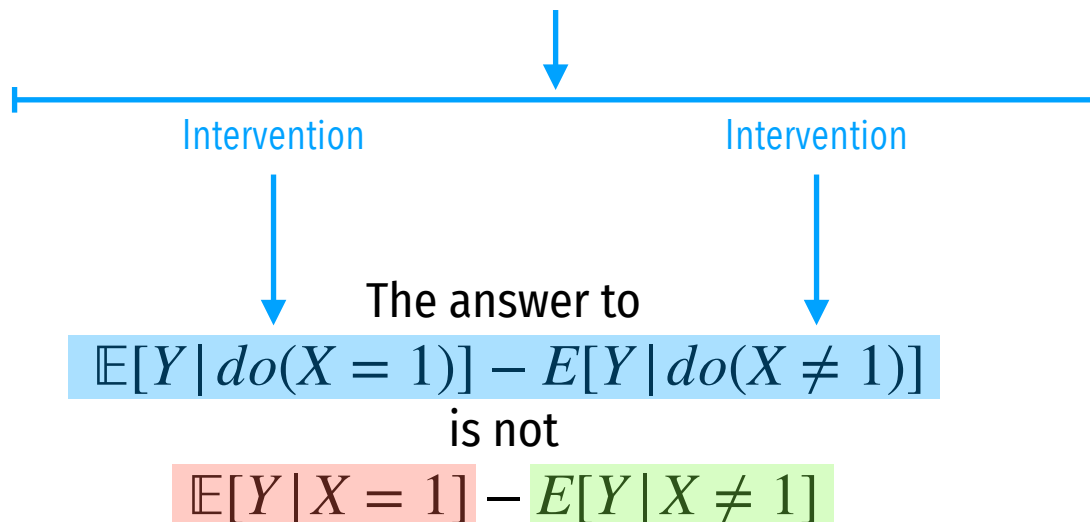 Intervention Intervention
The answer to
𝔼[Y|do(X = 1)] − E[Y|do(X ≠ 1)]
is not
𝔼[Y|X = 1] − E[Y|X ≠ 1]